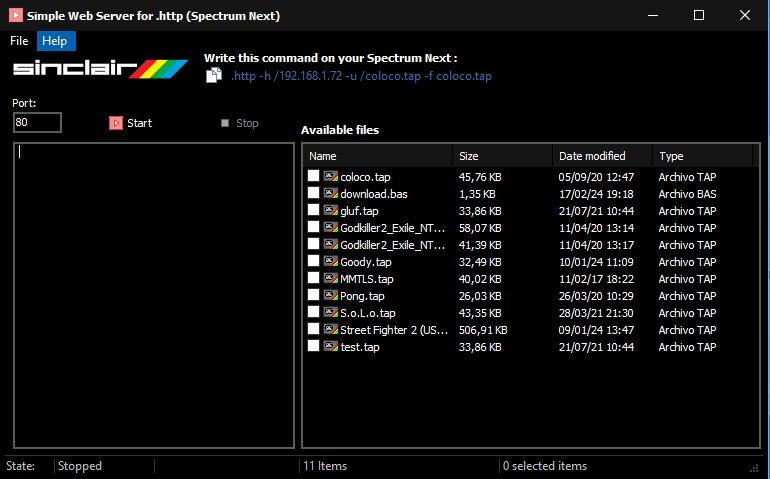 Simple Web Server for .http (Spectrum Next)
File Help
sinclair
Write this command on your Spectrum Next :
.http -h /192.168.1.72 -u /coloco.tap -f coloco.tap
Port:
80
Start
Stop
Available files
Name Size Date modified Type
coloco.tap 45,76 KB 05/09/20 12:47 Archivo TAP
download.bas 1,35 KB 17/02/24 19:18 Archivo BAS
gluf.tap 33,86 KB 21/07/21 10:44 Archivo TAP
Godkiller2_Exile_NT... 58,07 KB 11/04/20 13:14 Archivo TAP
Godkiller2_Exile_NT... 41,39 KB 11/04/20 13:17 Archivo TAP
Goody.tap 32,49 KB 10/01/24 11:09 Archivo TAP
MMTLS.tap 40,02 KB 11/02/17 18:22 Archivo TAP
Pong.tap 26,03 KB 26/03/20 10:29 Archivo TAP
S.o.L.o.tap 43,35 KB 28/03/21 21:30 Archivo TAP
Street Fighter 2 (US... 506,91 KB 09/01/24 13:47 Archivo TAP
test.tap 33,86 KB 21/07/21 10:44 Archivo TAP
State: Stopped 11 Items 0 selected items